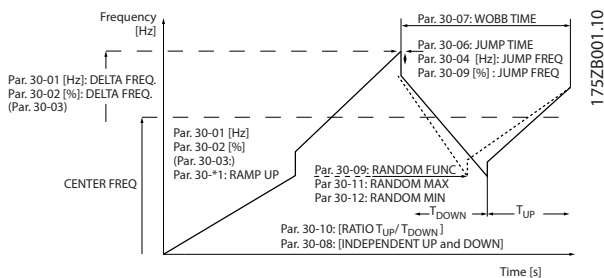 Frequency
[Hz]
Par. 30-07: WOBB TIME
Par. 30-06: JUMP TIME
Par. 30-04 [Hz]: JUMP FREQ
Par. 30-09 [%] : JUMP FREQ
175ZB001.10
Par. 30-01 [Hz]: DELTA FREQ.
Par. 30-02 [%]: DELTA FREQ.
(Par. 30-03)
Par. 30-01 [Hz]
Par. 30-02 [%]
(Par. 30-03:)
Par. 30-*1: RAMP UP
CENTER FREQ
Par. 30-09: RANDOM FUNC
Par 30-11: RANDOM MAX
Par 30-12: RANDOM MIN
TDOWN
TUP
Par. 30-10: [RATIO TUP/ TDOWN ]
Par. 30-08: [INDEPENDENT UP and DOWN]
Time [s]